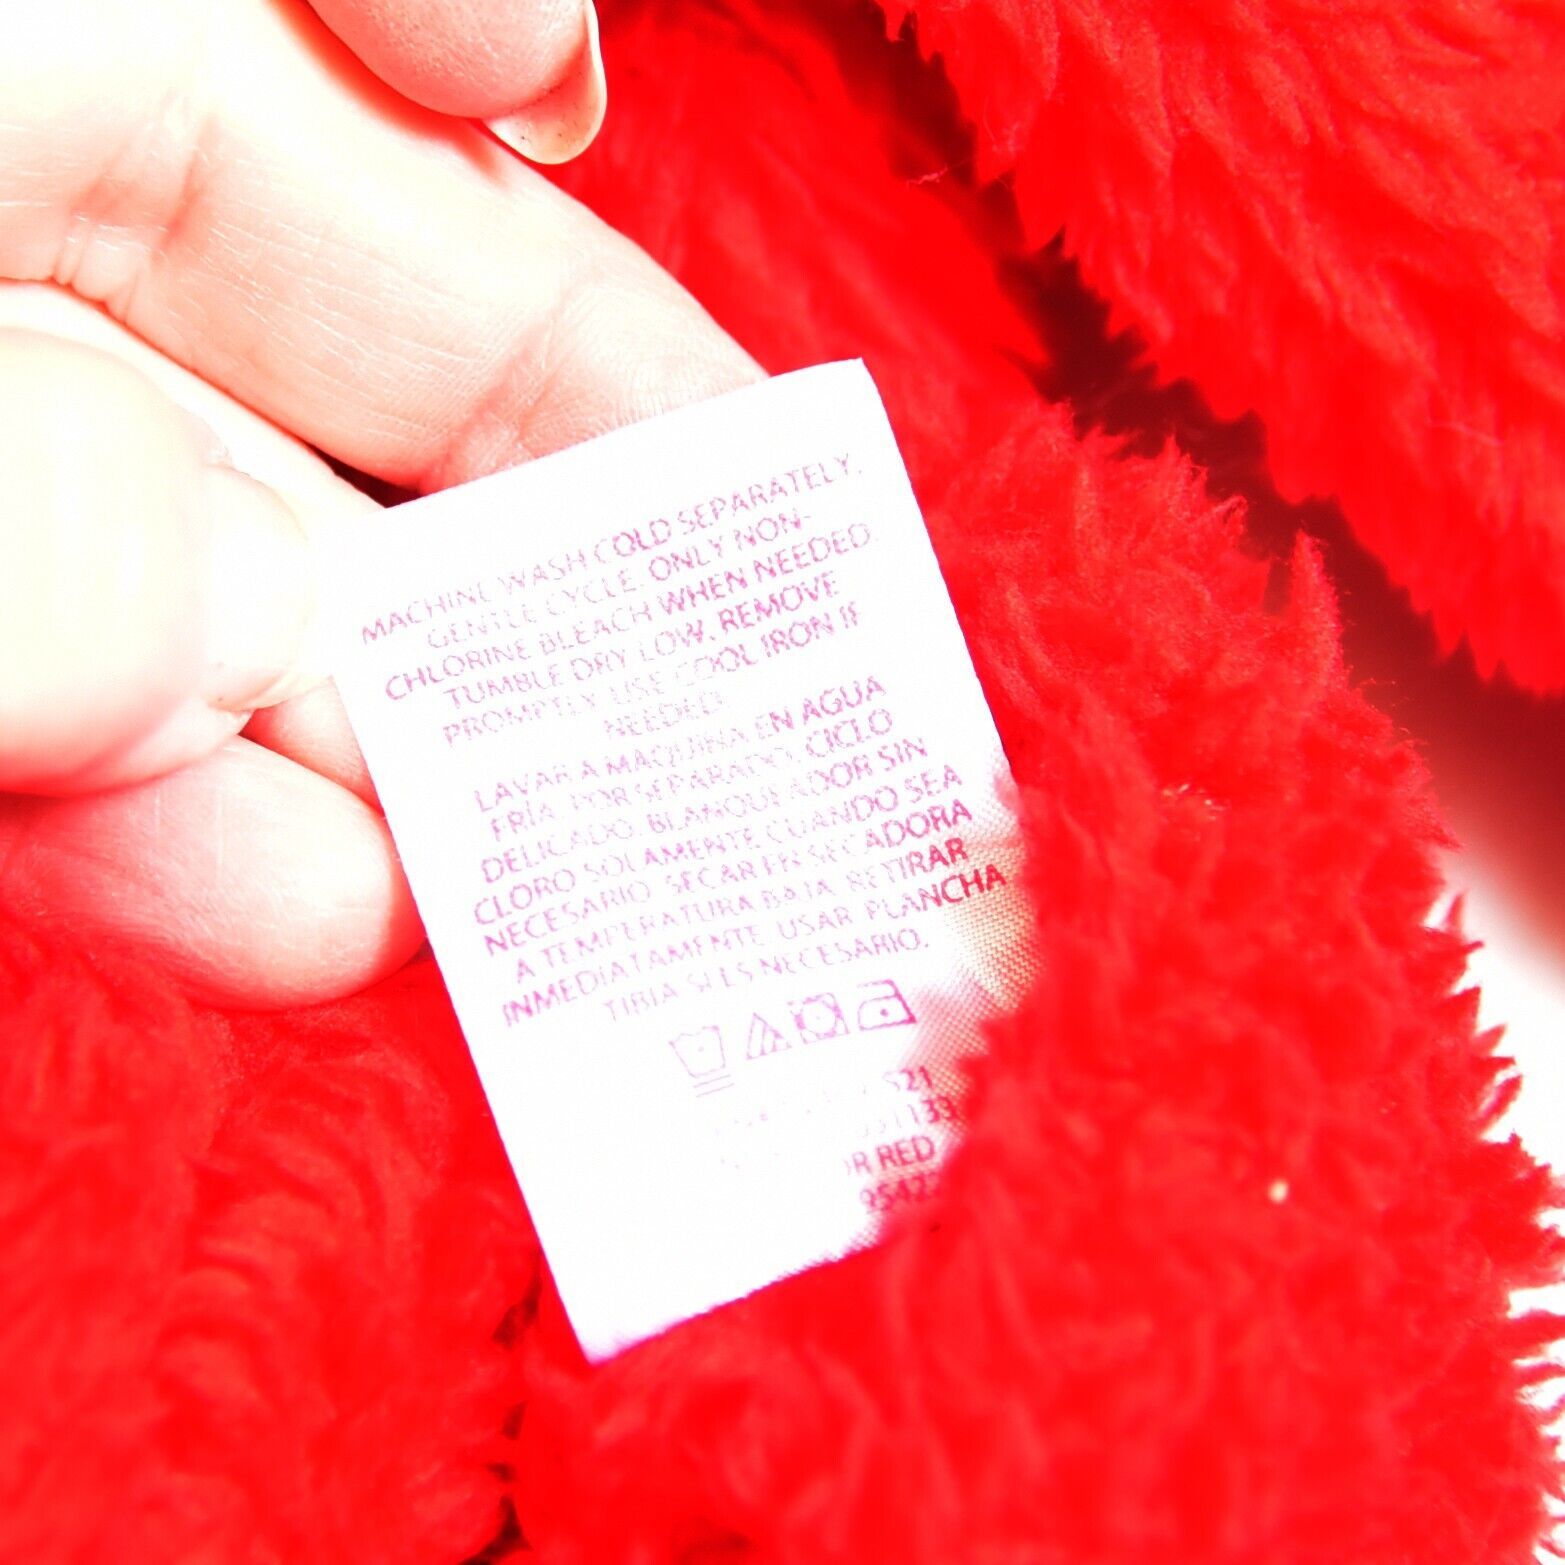 MACHINE WASH COLD SEPARATELY.
GENTLE CYCLE. ONLY NON-
CHLORINE BLEACH WHEN NEEDED.
TUMBLE DRY LOW. REMOVE
PROMPTLY. USE COOL IRON IF
NEEDED.
LAVAR A MAQUINA EN AGUA
FRÍA. POR SEPARADO. CICLO
DELICADO. BLANQUEADOR SIN
CLORO SOLAMENTE CUANDO SEA
NECESARIO. SECAR EN SECADORA
A TEMPERATURA BAJA. RETIRAR
INMEDIATAMENTE. USAR PLANCHA
TIBIA SI ES NECESARIO.
RED